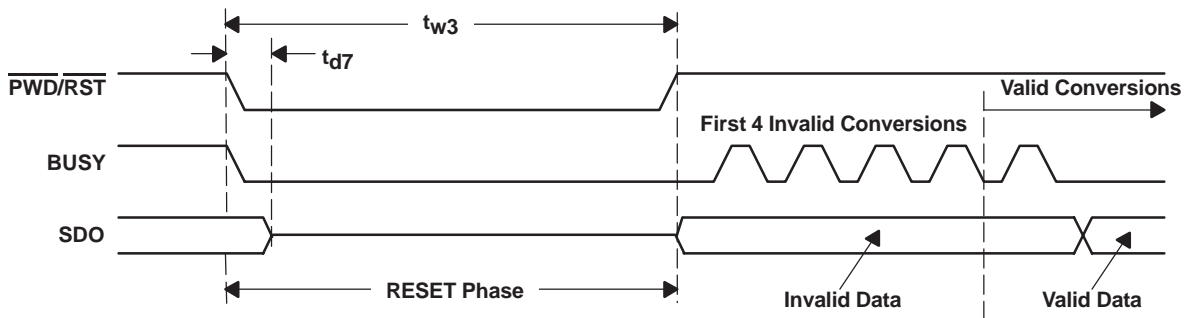 tw3
td7
PWD/RST
Valid Conversions
First 4 Invalid Conversions
BUSY
SDO
RESET Phase
Invalid Data
Valid Data